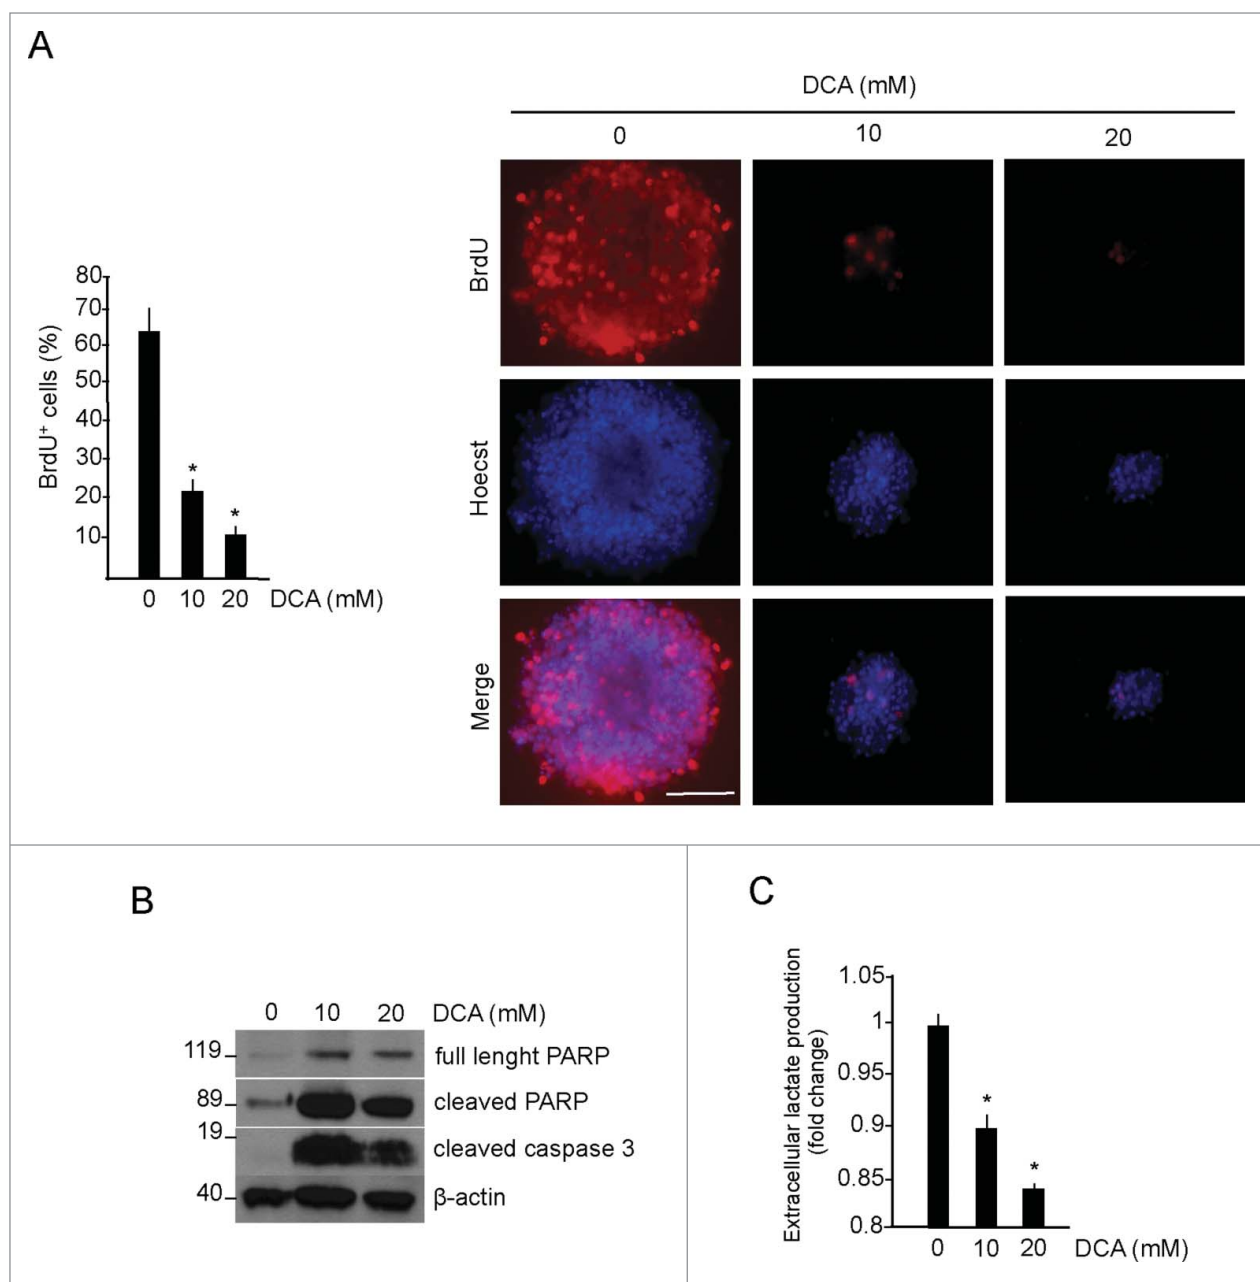 A
DCA (mM)
0 10 20
BrdU
Hoecst
Merge
BrdU+ cells (%)
80
70
60
50
40
30
20
10
*
*
0 10 20 DCA (mM)
B
0 10 20 DCA (mM)
119 full lenght PARP
89 cleaved PARP
19 cleaved caspase 3
40 β-actin
C
Extracellular lactate production
(fold change)
1.05
1
0.95
0.9
0.85
0.8
*
*
0 10 20 DCA (mM)